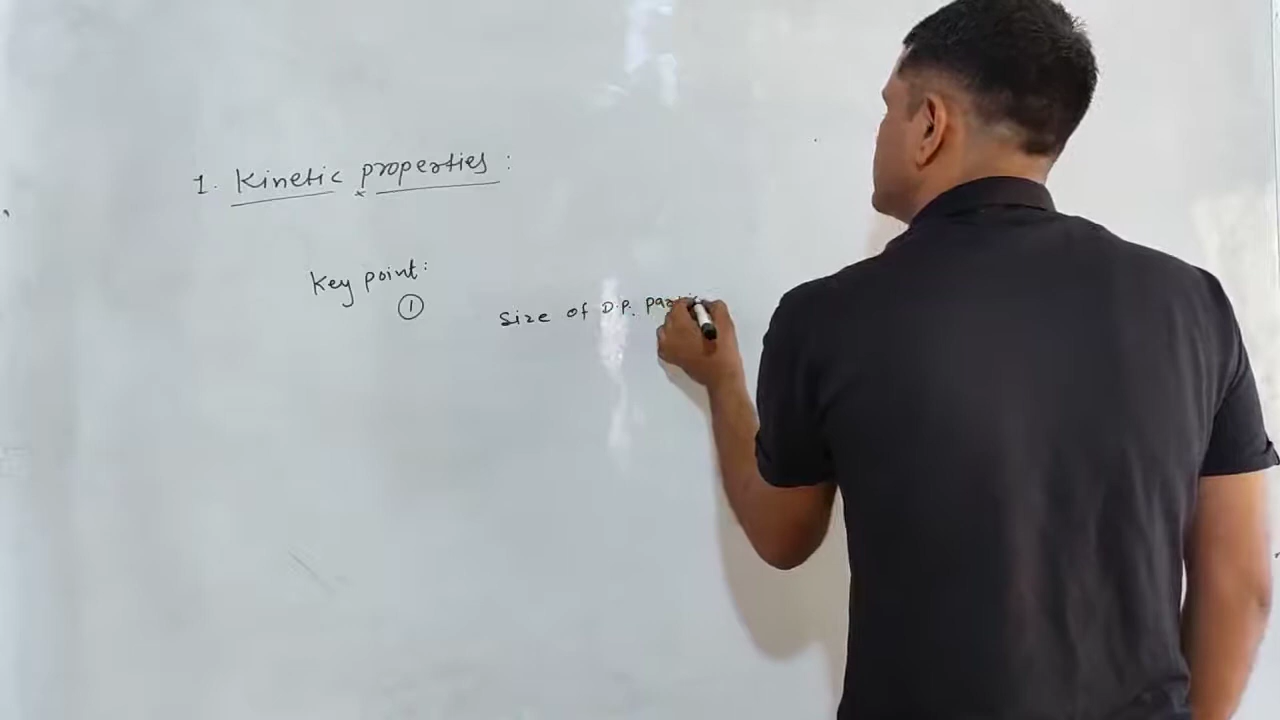 1. Kinetic properties :
Key point:
① Size of D.P.